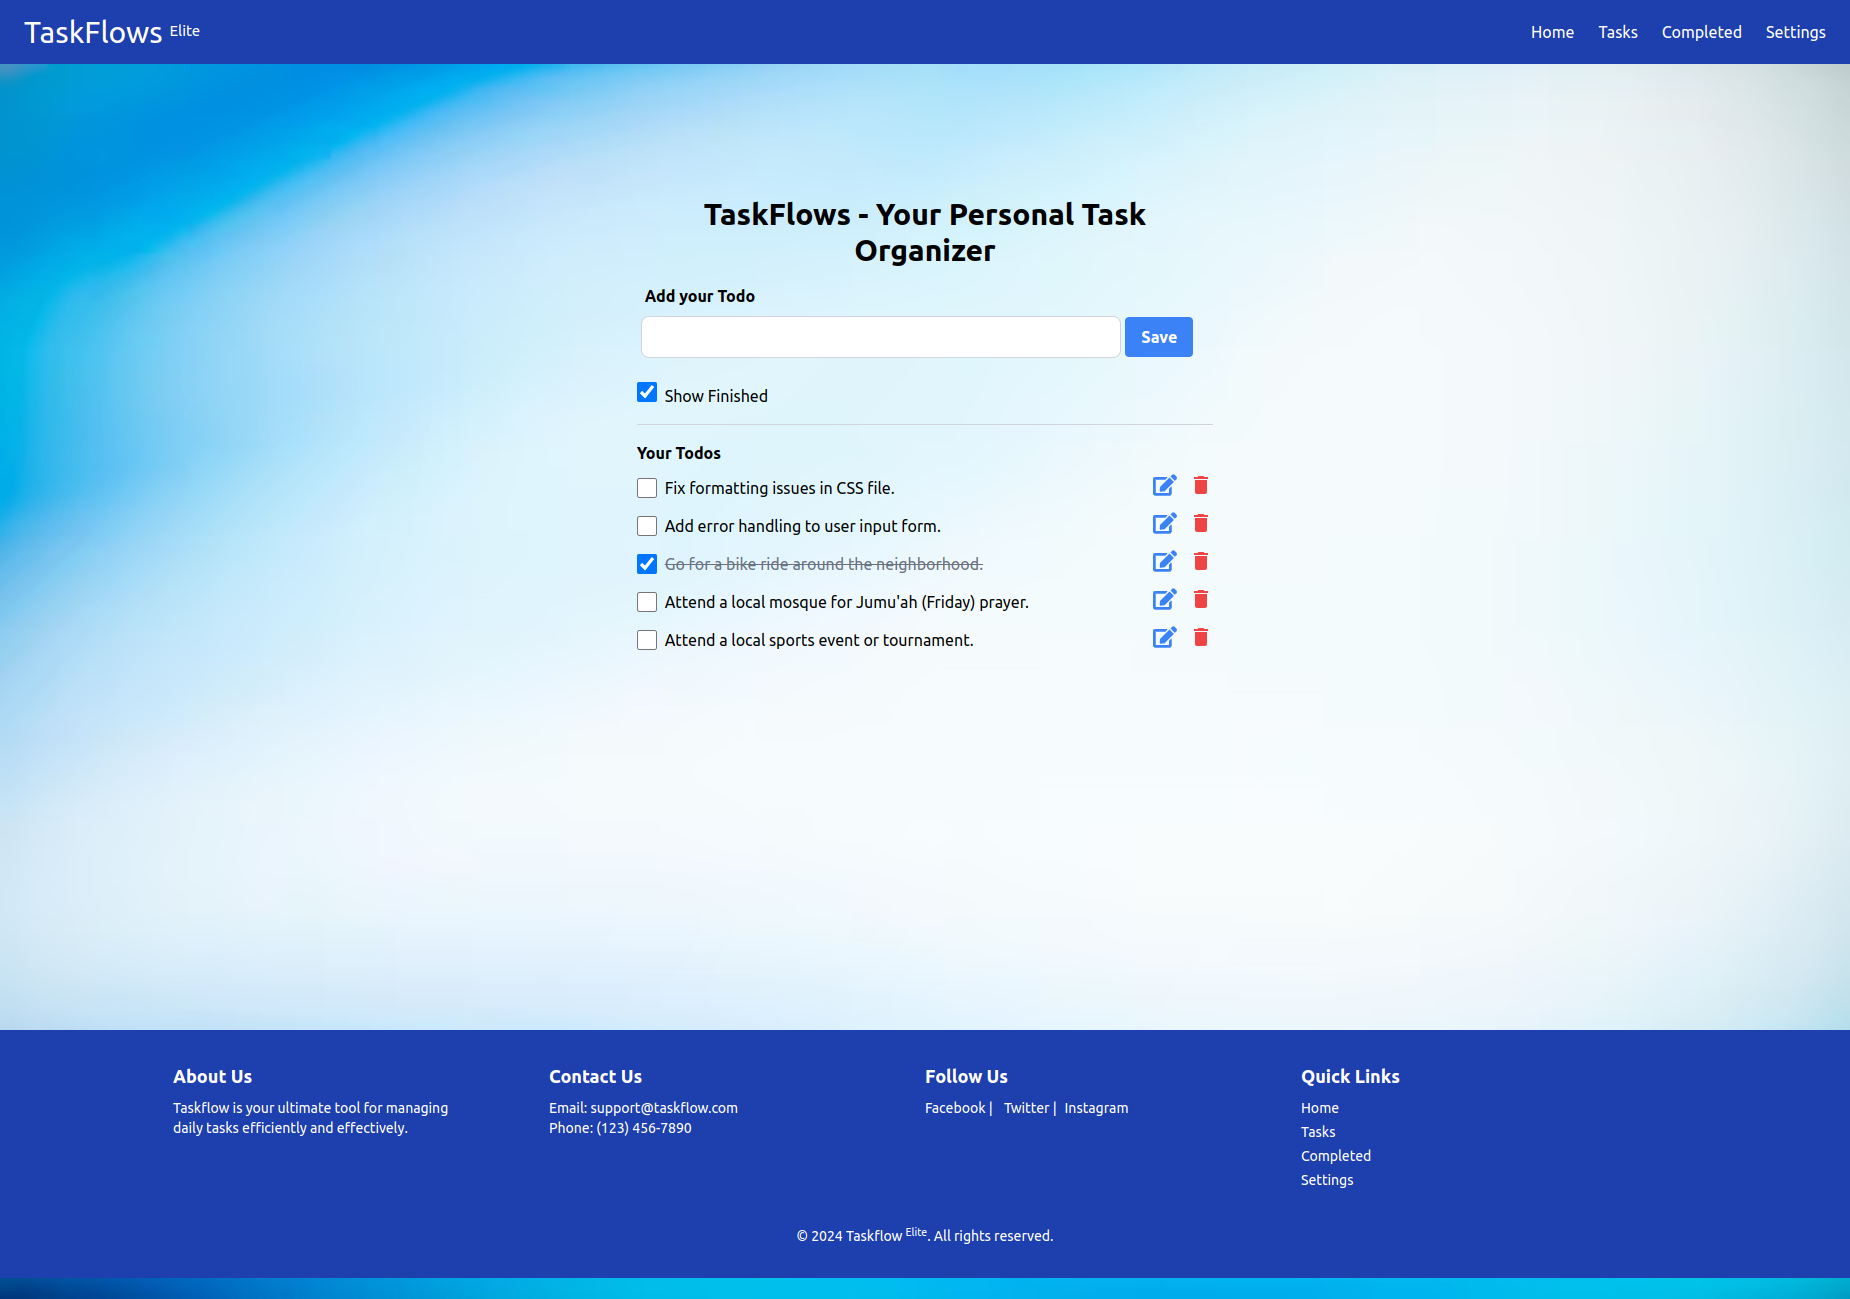 TaskFlows Elite
Home Tasks Completed Settings
TaskFlows - Your Personal Task
Organizer
Add your Todo
Save
Show Finished
Your Todos
Fix formatting issues in CSS file.
Add error handling to user input form.
Go for a bike ride around the neighborhood.
Attend a local mosque for Jumu'ah (Friday) prayer.
Attend a local sports event or tournament.
About Us
Taskflow is your ultimate tool for managing
daily tasks efficiently and effectively.
Contact Us
Email: support@taskflow.com
Phone: (123) 456-7890
Follow Us
Facebook | Twitter | Instagram
Quick Links
Home
Tasks
Completed
Settings
© 2024 Taskflow Elite. All rights reserved.